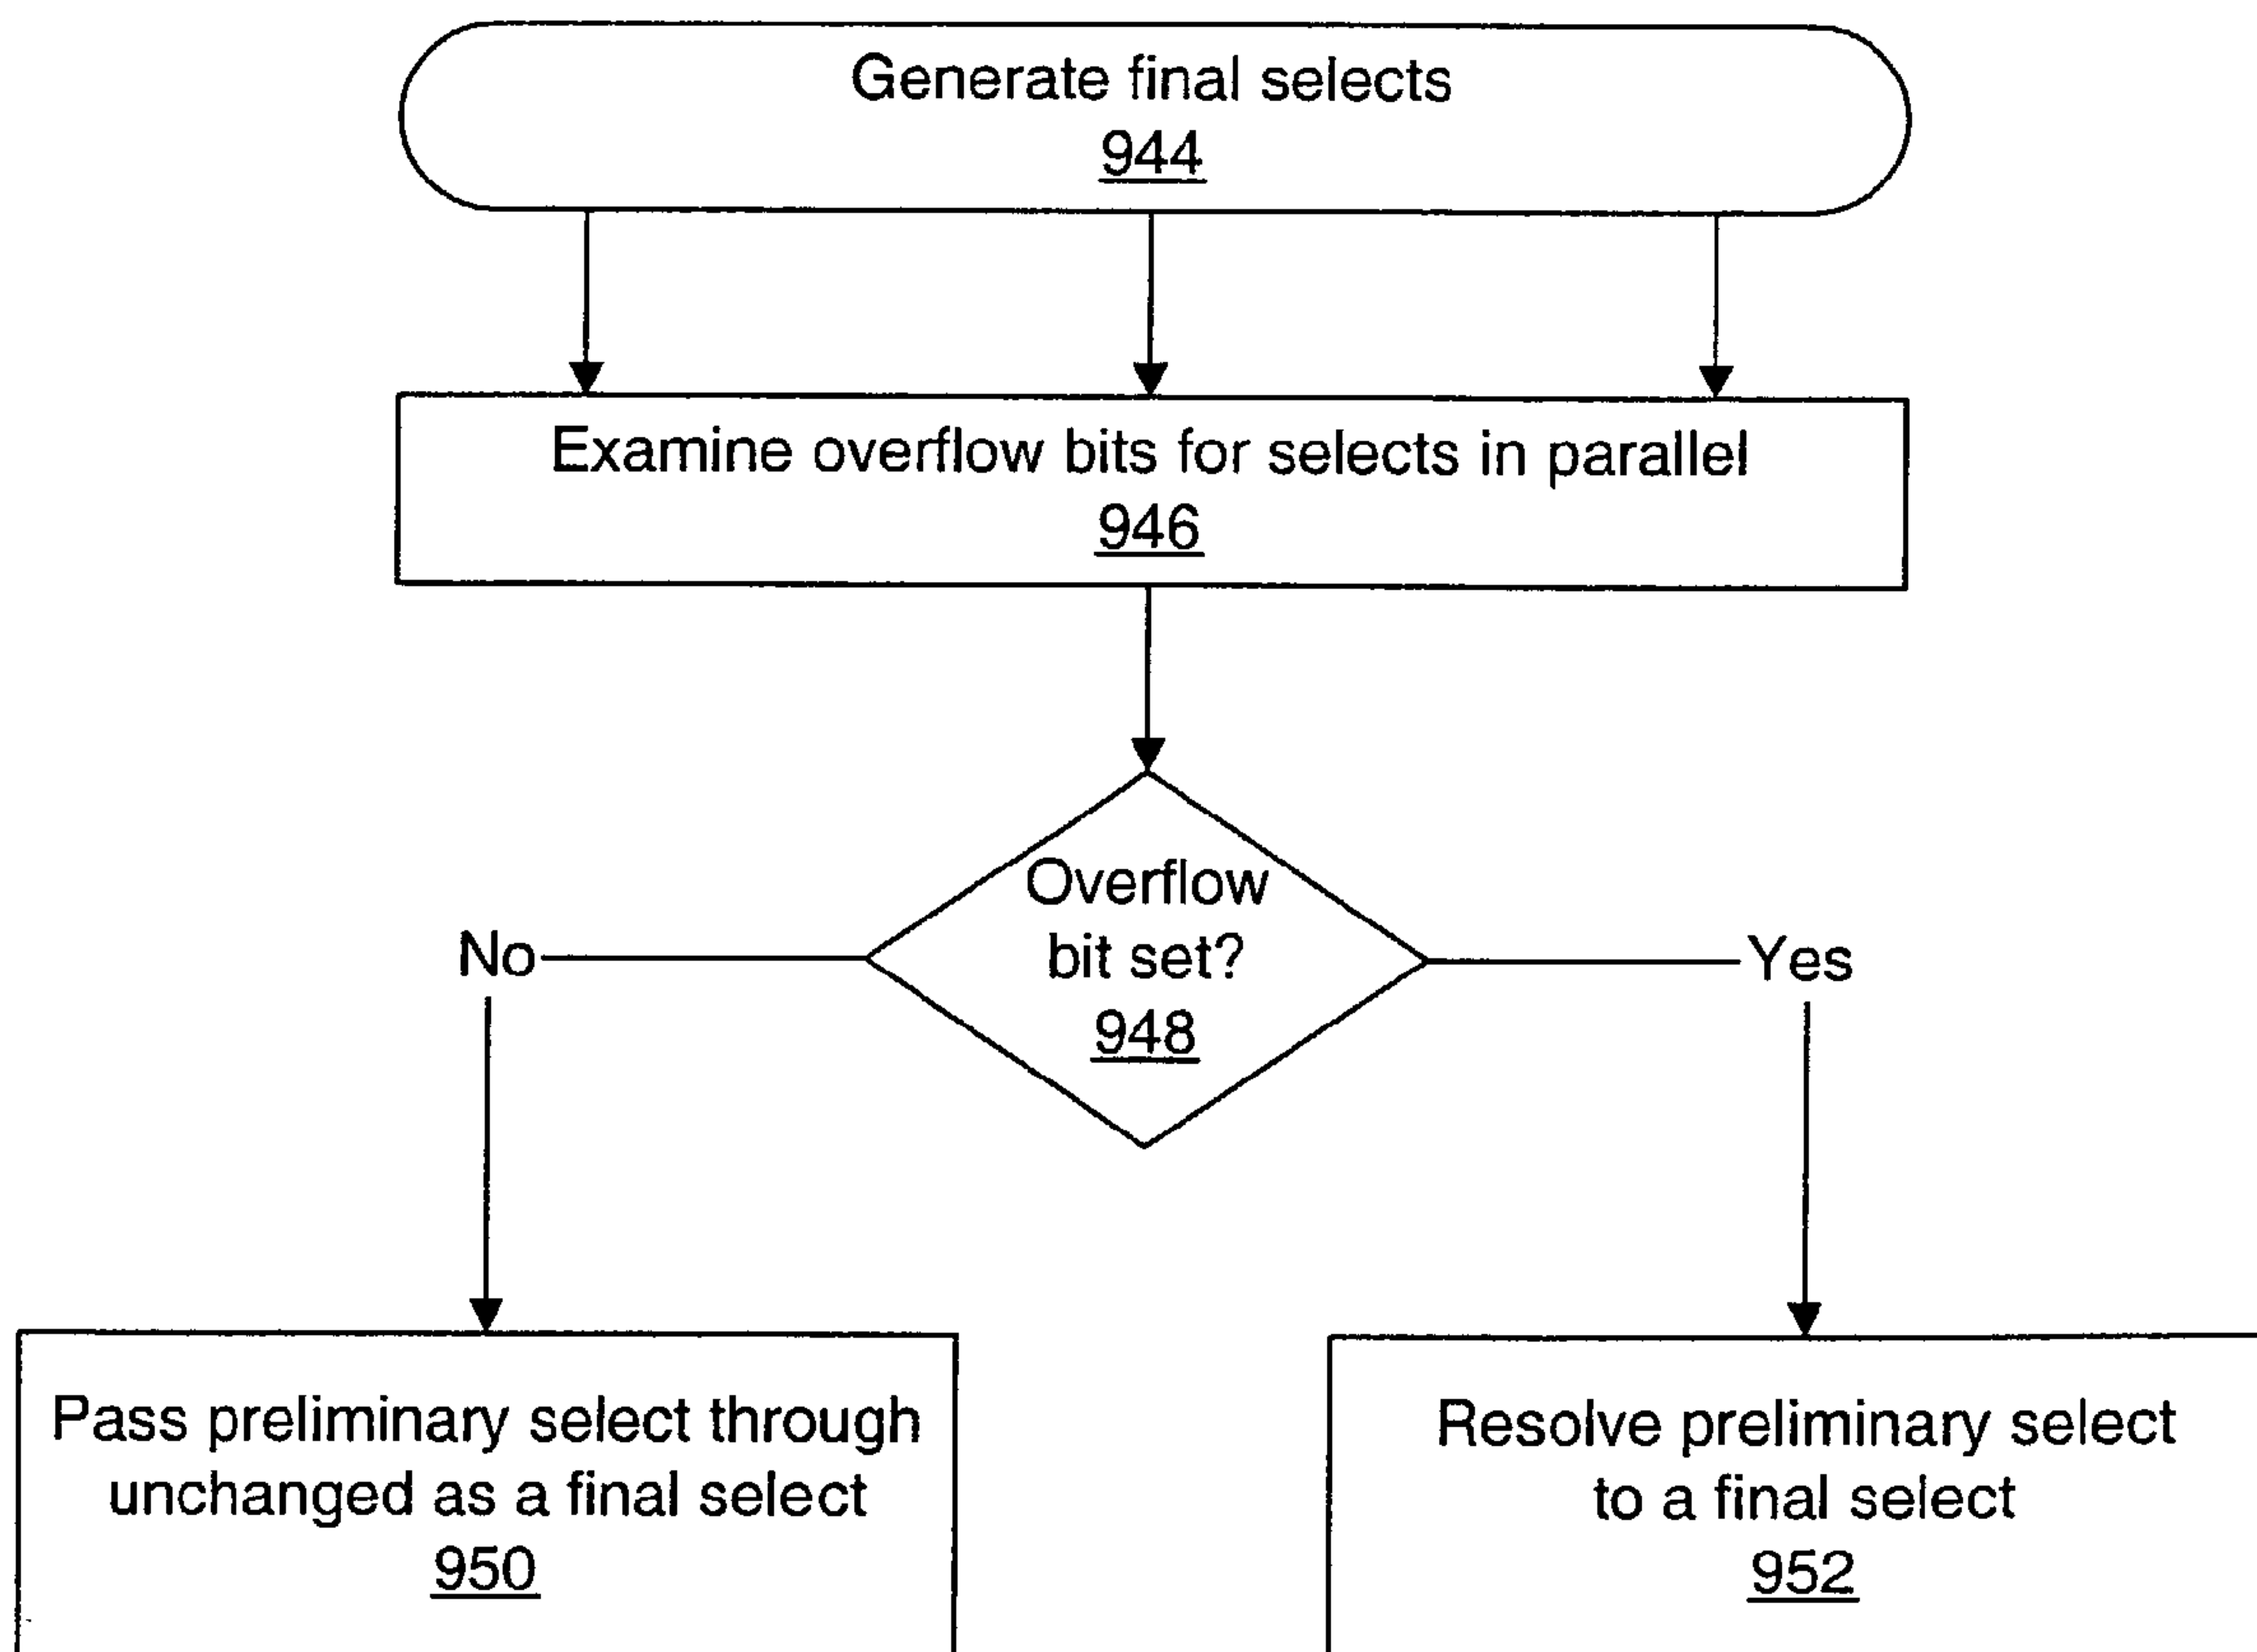 Generate final selects
944
Examine overflow bits for selects in parallel
946
Overflow
bit set?
948
No
Yes
Pass preliminary select through
unchanged as a final select
950
Resolve preliminary select
to a final select
952